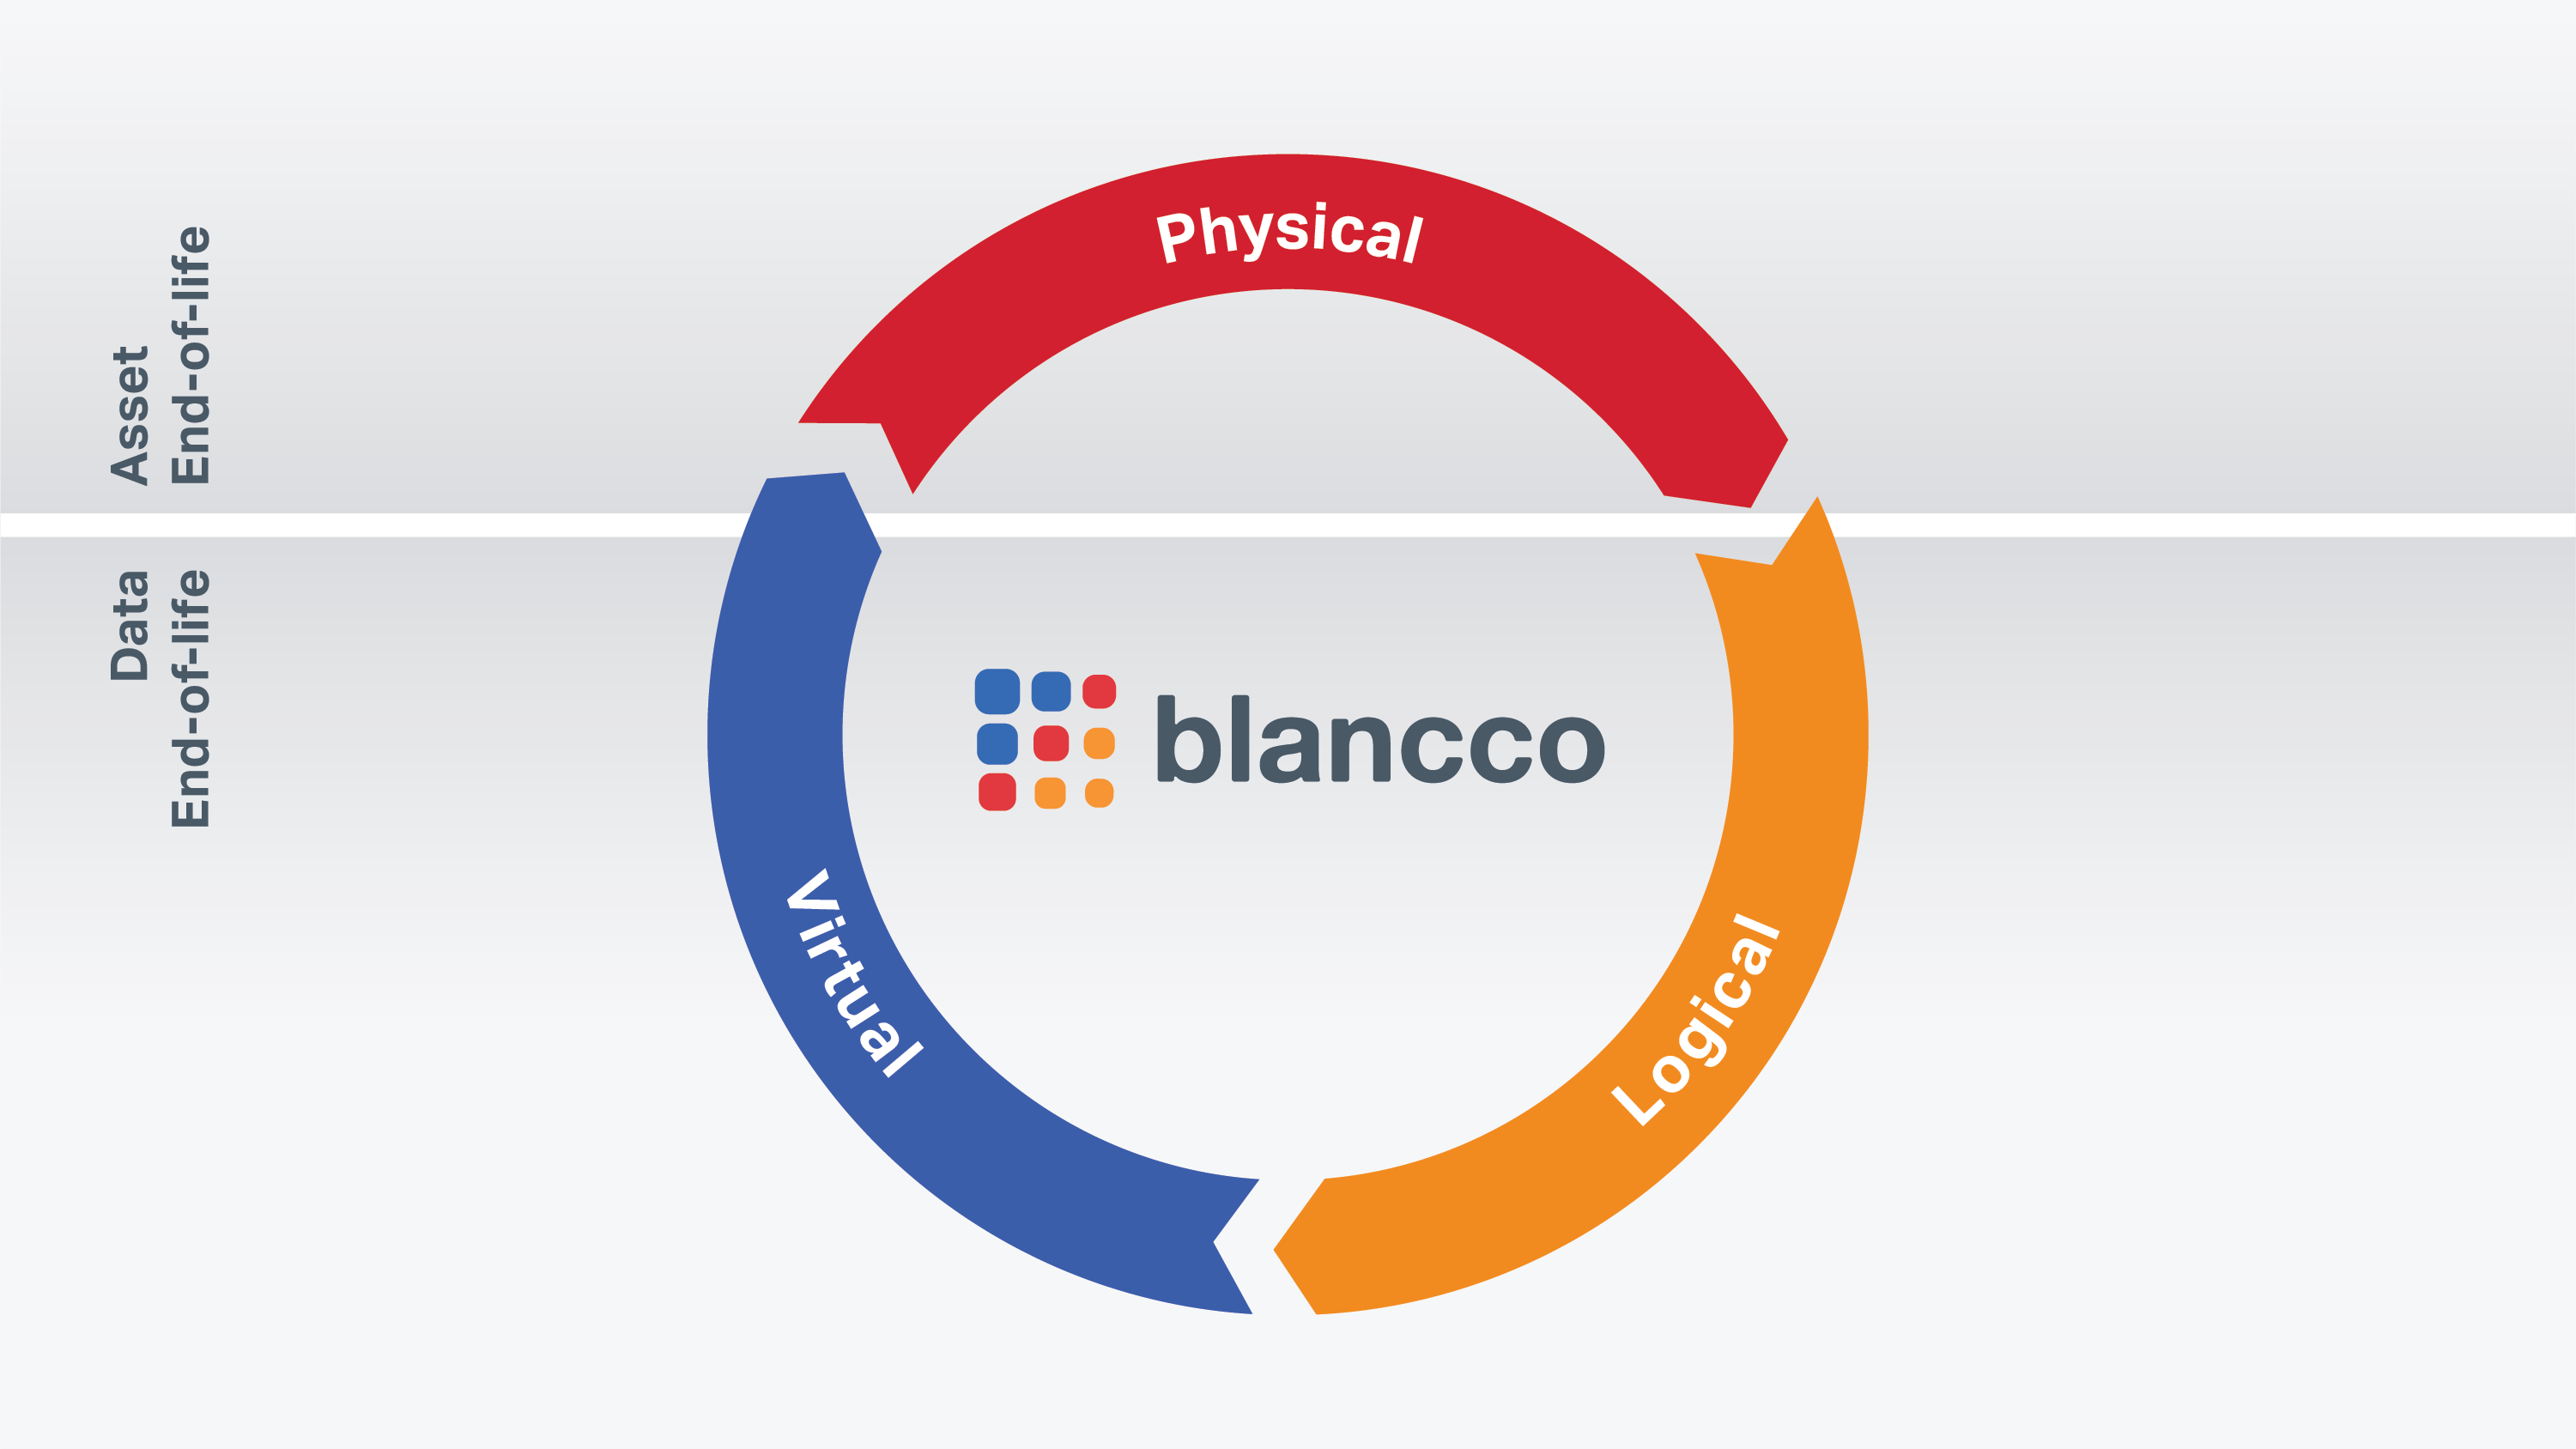 Physical
Asset
End-of-life
Data
End-of-life
blancco
Virtual
Logical